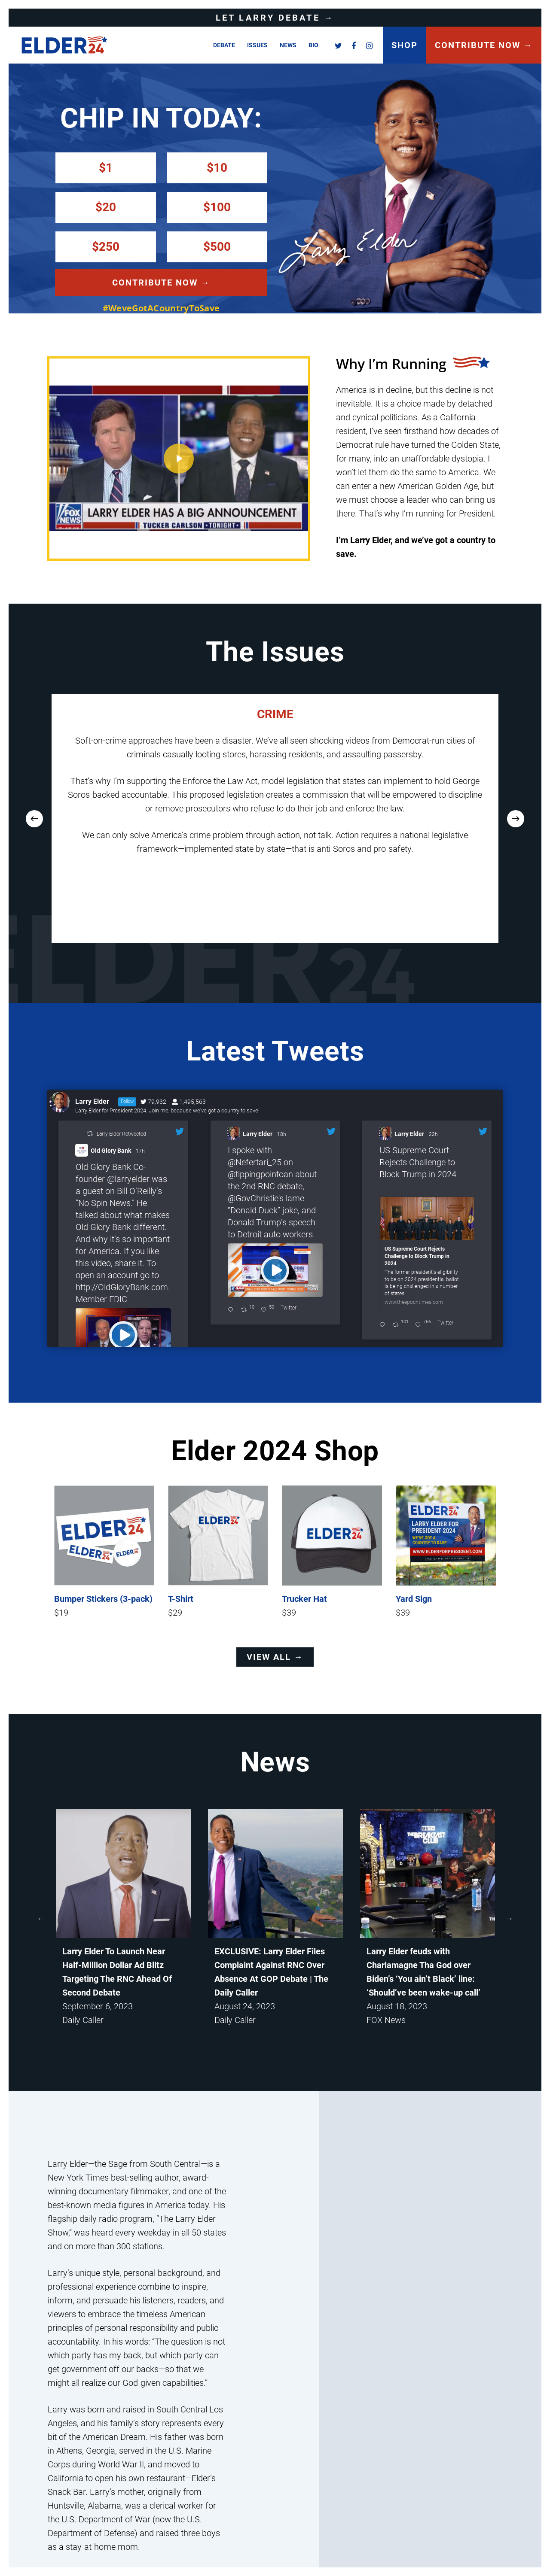 LET LARRY DEBATE →
ELDER 24
DEBATE ISSUES NEWS BIO
SHOP
CONTRIBUTE NOW →
CHIP IN TODAY:
$1 $10
$20 $100
$250 $500
CONTRIBUTE NOW →
#WeveGotACountryToSave
Larry Elder
FOX NEWS
LARRY ELDER HAS A BIG ANNOUNCEMENT
TUCKER CARLSON TONIGHT
Why I'm Running
America is in decline, but this decline is not
inevitable. It is a choice made by detached
and cynical politicians. As a California
resident, I've seen firsthand how decades of
Democrat rule have turned the Golden State,
for many, into an unaffordable dystopia. I
won't let them do the same to America. We
can enter a new American Golden Age, but
we must choose a leader who can bring us
there. That's why I'm running for President.
I'm Larry Elder, and we've got a country to
save.
The Issues
CRIME
Soft-on-crime approaches have been a disaster. We've all seen shocking videos from Democrat-run cities of
criminals casually looting stores, harassing residents, and assaulting passersby.
That's why I'm supporting the Enforce the Law Act, model legislation that states can implement to hold George
Soros-backed accountable. This proposed legislation creates a commission that will be empowered to discipline
or remove prosecutors who refuse to do their job and enforce the law.
We can only solve America's crime problem through action, not talk. Action requires a national legislative
framework—implemented state by state—that is anti-Soros and pro-safety.
ELDER24
Latest Tweets
Larry Elder Follow 79,932 1,495,563
Larry Elder for President 2024. Join me, because we've got a country to save!
Larry Elder Retweeted
Old Glory Bank 17h
Old Glory Bank Co-
founder @larryelder was
a guest on Bill O'Reilly's
"No Spin News." He
talked about what makes
Old Glory Bank different.
And why it's so important
for America. If you like
this video, share it. To
open an account go to
http://OldGloryBank.com.
Member FDIC
Larry Elder 18h
I spoke with
@Nefertari_25 on
@tippingpointoan about
the 2nd RNC debate,
@GovChristie's lame
"Donald Duck" joke, and
Donald Trump's speech
to Detroit auto workers.
10 50 Twitter
Larry Elder 22h
US Supreme Court
Rejects Challenge to
Block Trump in 2024
US Supreme Court Rejects
Challenge to Block Trump in
2024
The former president's eligibility
to be on 2024 presidential ballot
is being challenged in a number
of states.
www.theepochtimes.com
101 766 Twitter
Elder 2024 Shop
ELDER 24
ELDER 24
ELDER 24
ELDER 24
ELDER 24
ELDER 24
LARRY ELDER FOR
PRESIDENT 2024
WE'VE GOT A
COUNTRY TO SAVE!
WWW.ELDERFORPRESIDENT.COM
Bumper Stickers (3-pack) T-Shirt Trucker Hat Yard Sign
$19 $29 $39 $39
VIEW ALL →
News
THE BREAKFAST
CLUB
Larry Elder To Launch Near
Half-Million Dollar Ad Blitz
Targeting The RNC Ahead Of
Second Debate
September 6, 2023
Daily Caller
EXCLUSIVE: Larry Elder Files
Complaint Against RNC Over
Absence At GOP Debate | The
Daily Caller
August 24, 2023
Daily Caller
Larry Elder feuds with
Charlamagne Tha God over
Biden's 'You ain't Black' line:
'Should've been wake-up call'
August 18, 2023
FOX News
Larry Elder—the Sage from South Central—is a
New York Times best-selling author, award-
winning documentary filmmaker, and one of the
best-known media figures in America today. His
flagship daily radio program, "The Larry Elder
Show," was heard every weekday in all 50 states
and on more than 300 stations.
Larry's unique style, personal background, and
professional experience combine to inspire,
inform, and persuade his listeners, readers, and
viewers to embrace the timeless American
principles of personal responsibility and public
accountability. In his words: "The question is not
which party has my back, but which party can
get government off our backs—so that we
might all realize our God-given capabilities."
Larry was born and raised in South Central Los
Angeles, and his family's story represents every
bit of the American Dream. His father was born
in Athens, Georgia, served in the U.S. Marine
Corps during World War II, and moved to
California to open his own restaurant—Elder's
Snack Bar. Larry's mother, originally from
Huntsville, Alabama, was a clerical worker for
the U.S. Department of War (now the U.S.
Department of Defense) and raised three boys
as a stay-at-home mom.